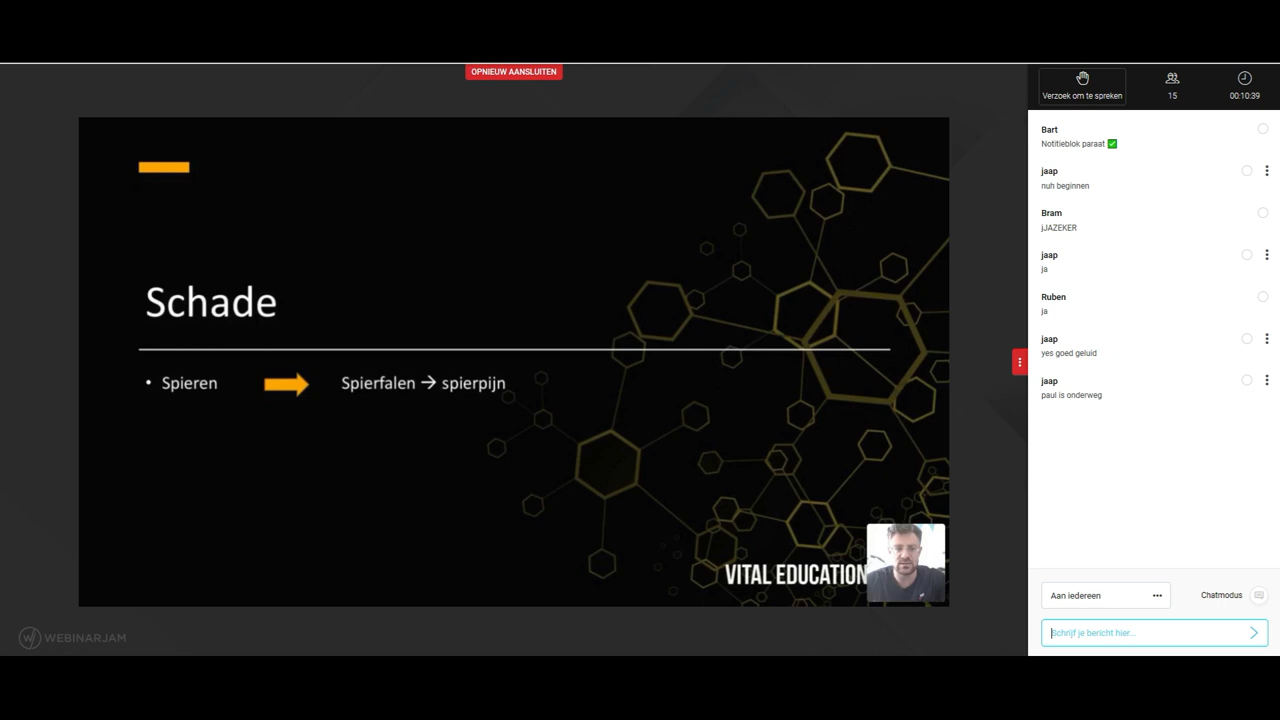 OPNIEUW AANSLUITEN
Verzoek om te spreken
15
00:10:39
Schade
• Spieren
Spierfalen → spierpijn
VITAL EDUCATION
WEBINARJAM
Bart
Notitieblok paraat ✅
jaap
nuh beginnen
Bram
jJAZEKER
jaap
ja
Ruben
ja
jaap
yes goed geluid
jaap
paul is onderweg
Aan iedereen
Chatmodus
Schrijf je bericht hier...